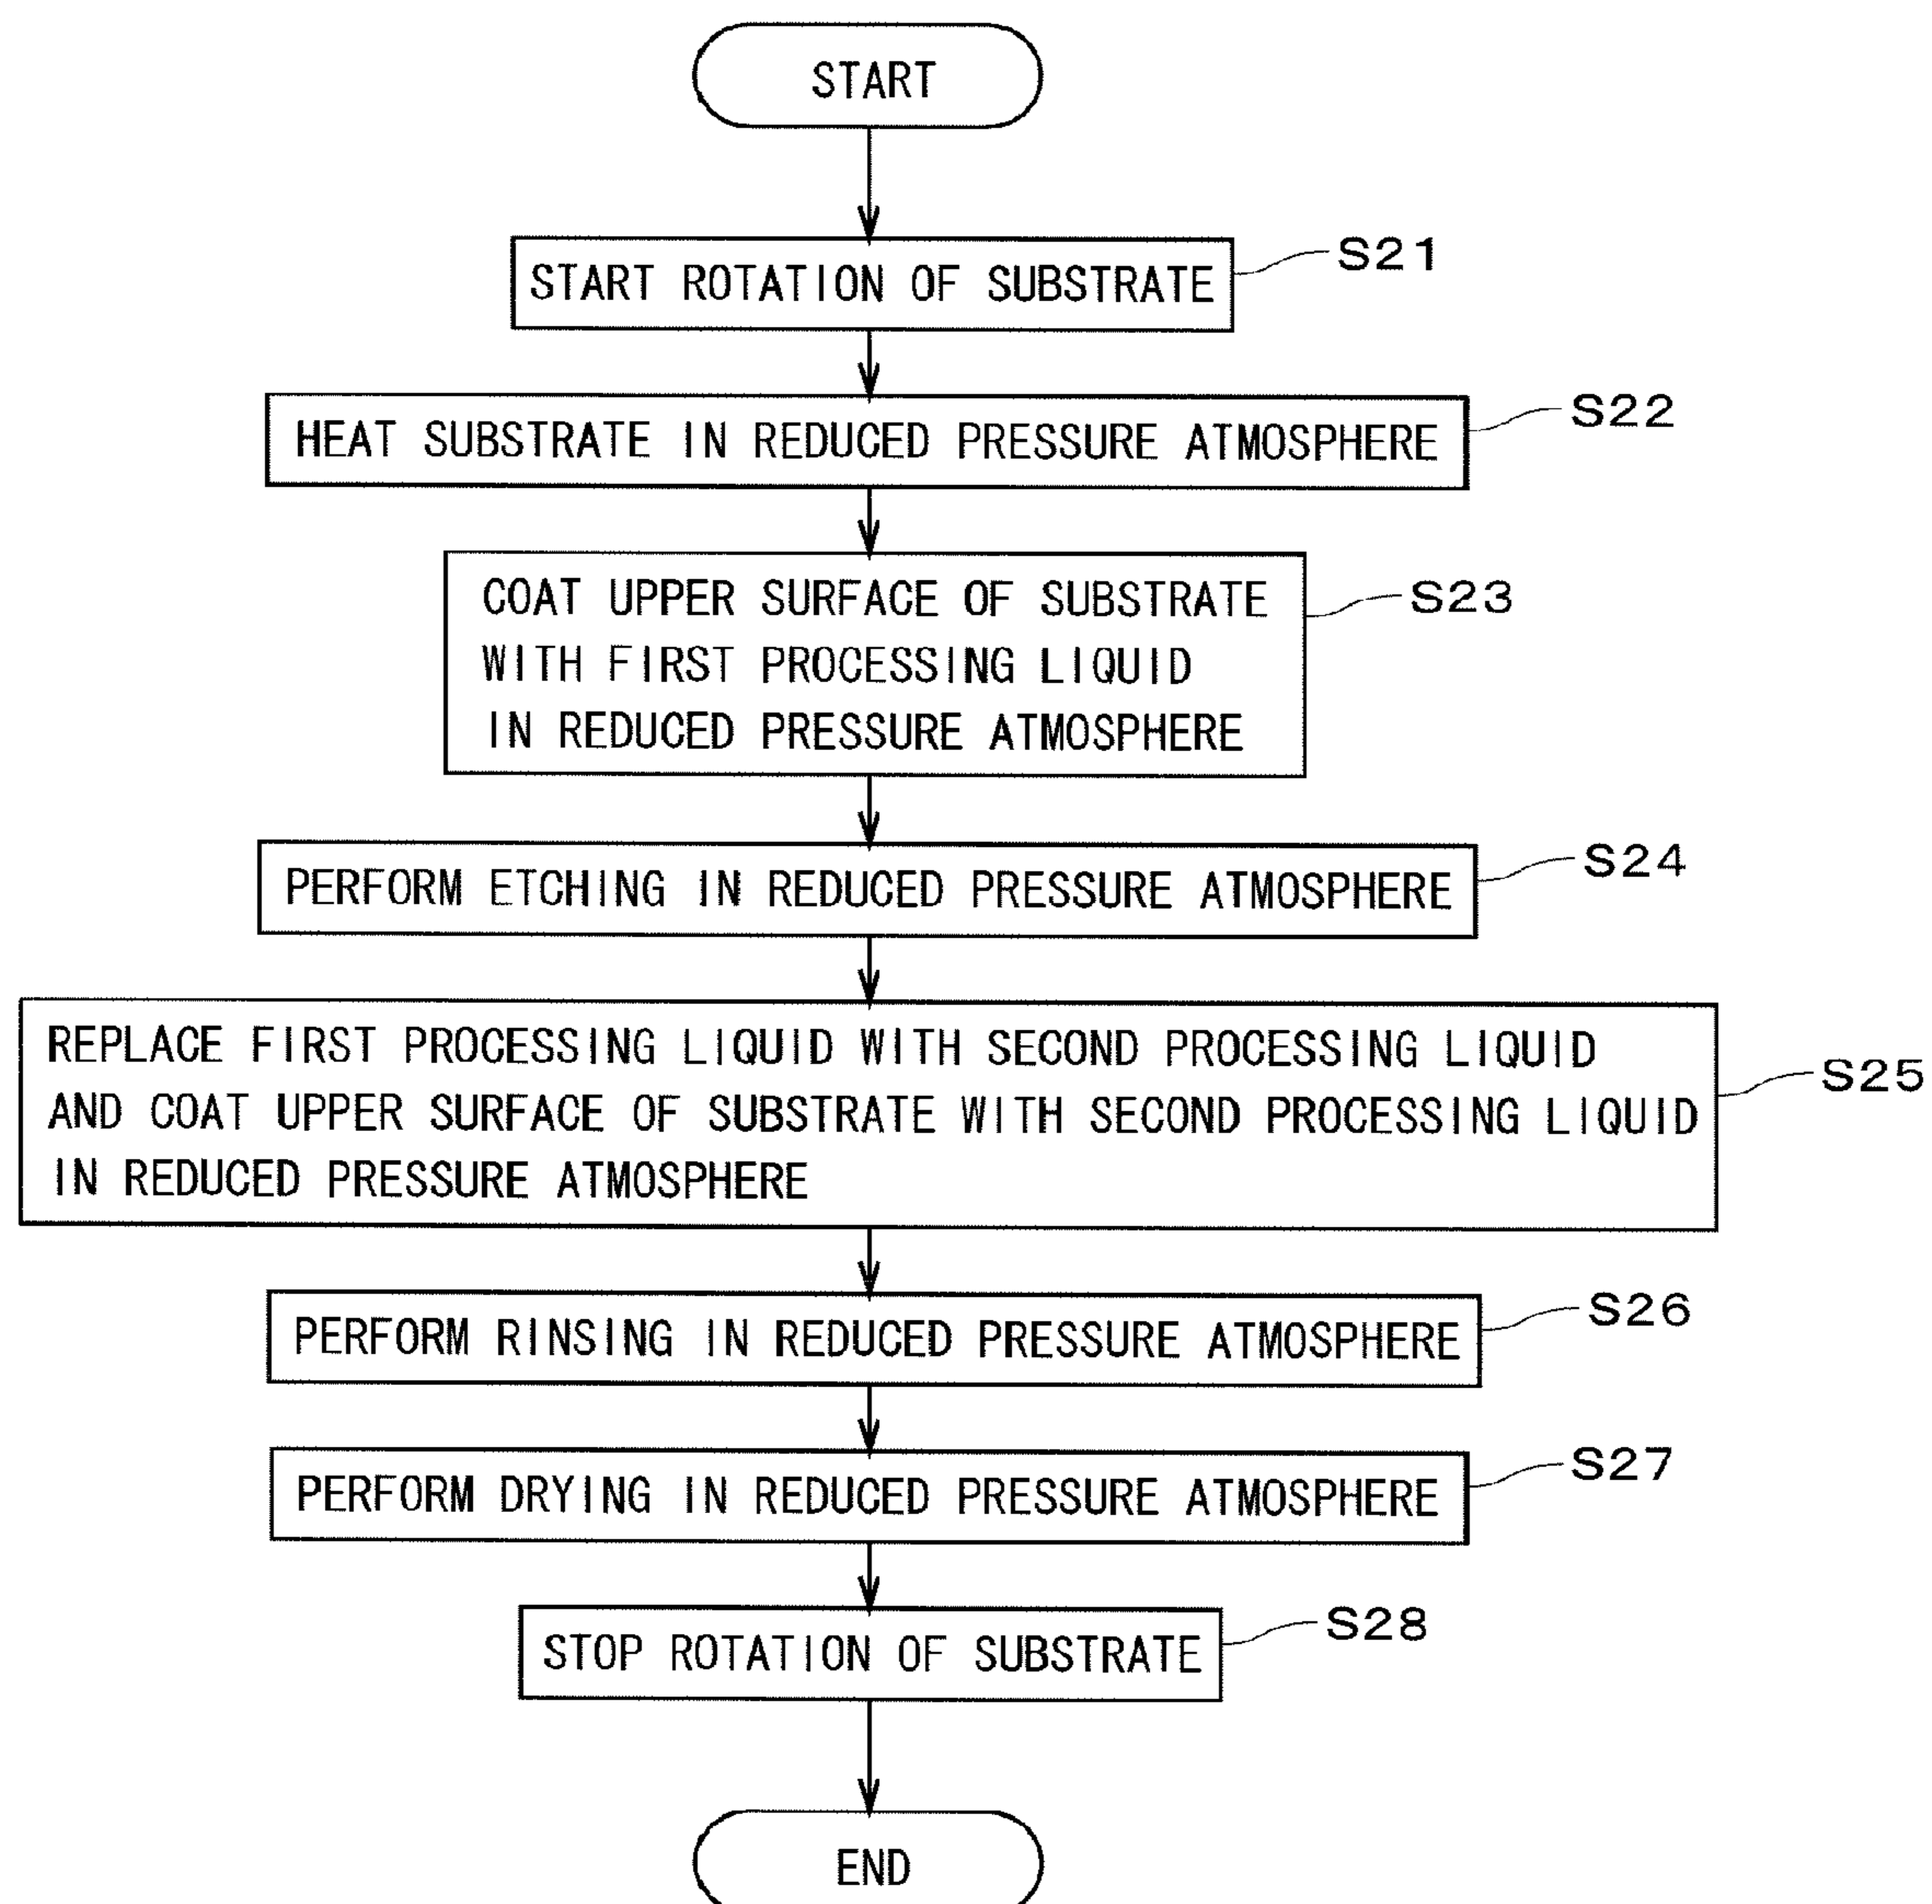 START
START ROTATION OF SUBSTRATE
S21
HEAT SUBSTRATE IN REDUCED PRESSURE ATMOSPHERE
S22
COAT UPPER SURFACE OF SUBSTRATE
WITH FIRST PROCESSING LIQUID
IN REDUCED PRESSURE ATMOSPHERE
S23
PERFORM ETCHING IN REDUCED PRESSURE ATMOSPHERE
S24
REPLACE FIRST PROCESSING LIQUID WITH SECOND PROCESSING LIQUID
AND COAT UPPER SURFACE OF SUBSTRATE WITH SECOND PROCESSING LIQUID
IN REDUCED PRESSURE ATMOSPHERE
S25
PERFORM RINSING IN REDUCED PRESSURE ATMOSPHERE
S26
PERFORM DRYING IN REDUCED PRESSURE ATMOSPHERE
S27
STOP ROTATION OF SUBSTRATE
S28
END